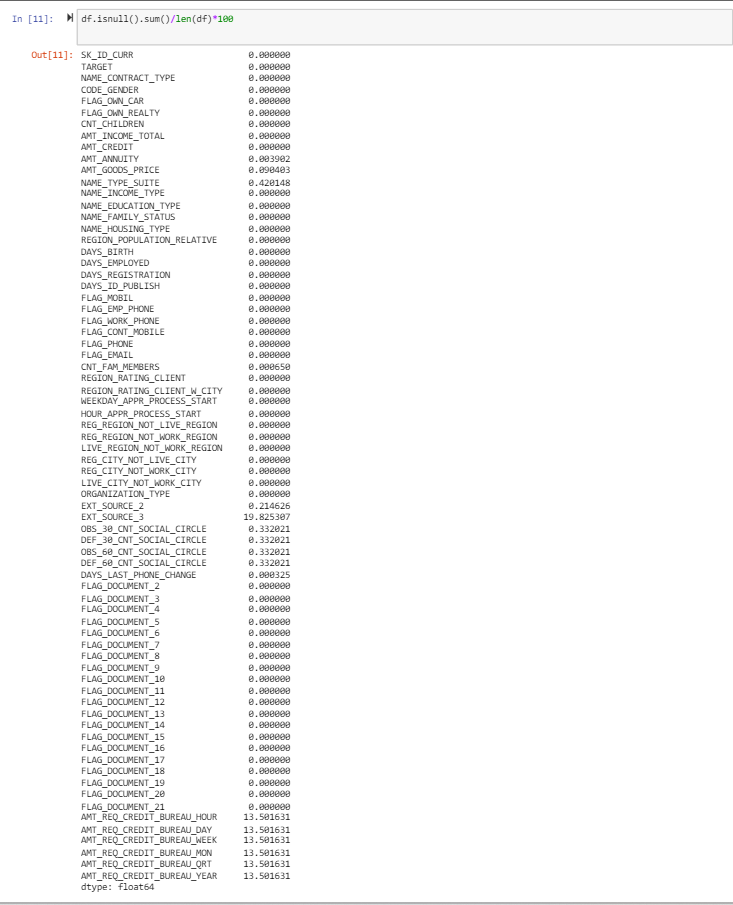 In [11]: df.isnull().sum()/len(df)*100
Out[11]: SK_ID_CURR 0.000000
TARGET 0.000000
NAME_CONTRACT_TYPE 0.000000
CODE_GENDER 0.000000
FLAG_OWN_CAR 0.000000
FLAG_OWN_REALTY 0.000000
CNT_CHILDREN 0.000000
AMT_INCOME_TOTAL 0.000000
AMT_CREDIT 0.000000
AMT_ANNUITY 0.003902
AMT_GOODS_PRICE 0.090403
NAME_TYPE_SUITE 0.420148
NAME_INCOME_TYPE 0.000000
NAME_EDUCATION_TYPE 0.000000
NAME_FAMILY_STATUS 0.000000
NAME_HOUSING_TYPE 0.000000
REGION_POPULATION_RELATIVE 0.000000
DAYS_BIRTH 0.000000
DAYS_EMPLOYED 0.000000
DAYS_REGISTRATION 0.000000
DAYS_ID_PUBLISH 0.000000
FLAG_MOBIL 0.000000
FLAG_EMP_PHONE 0.000000
FLAG_WORK_PHONE 0.000000
FLAG_CONT_MOBILE 0.000000
FLAG_PHONE 0.000000
FLAG_EMAIL 0.000000
CNT_FAM_MEMBERS 0.000650
REGION_RATING_CLIENT 0.000000
REGION_RATING_CLIENT_W_CITY 0.000000
WEEKDAY_APPR_PROCESS_START 0.000000
HOUR_APPR_PROCESS_START 0.000000
REG_REGION_NOT_LIVE_REGION 0.000000
REG_REGION_NOT_WORK_REGION 0.000000
LIVE_REGION_NOT_WORK_REGION 0.000000
REG_CITY_NOT_LIVE_CITY 0.000000
REG_CITY_NOT_WORK_CITY 0.000000
LIVE_CITY_NOT_WORK_CITY 0.000000
ORGANIZATION_TYPE 0.000000
EXT_SOURCE_2 0.214626
EXT_SOURCE_3 19.825307
OBS_30_CNT_SOCIAL_CIRCLE 0.332021
DEF_30_CNT_SOCIAL_CIRCLE 0.332021
OBS_60_CNT_SOCIAL_CIRCLE 0.332021
DEF_60_CNT_SOCIAL_CIRCLE 0.332021
DAYS_LAST_PHONE_CHANGE 0.000325
FLAG_DOCUMENT_2 0.000000
FLAG_DOCUMENT_3 0.000000
FLAG_DOCUMENT_4 0.000000
FLAG_DOCUMENT_5 0.000000
FLAG_DOCUMENT_6 0.000000
FLAG_DOCUMENT_7 0.000000
FLAG_DOCUMENT_8 0.000000
FLAG_DOCUMENT_9 0.000000
FLAG_DOCUMENT_10 0.000000
FLAG_DOCUMENT_11 0.000000
FLAG_DOCUMENT_12 0.000000
FLAG_DOCUMENT_13 0.000000
FLAG_DOCUMENT_14 0.000000
FLAG_DOCUMENT_15 0.000000
FLAG_DOCUMENT_16 0.000000
FLAG_DOCUMENT_17 0.000000
FLAG_DOCUMENT_18 0.000000
FLAG_DOCUMENT_19 0.000000
FLAG_DOCUMENT_20 0.000000
FLAG_DOCUMENT_21 0.000000
AMT_REQ_CREDIT_BUREAU_HOUR 13.501631
AMT_REQ_CREDIT_BUREAU_DAY 13.501631
AMT_REQ_CREDIT_BUREAU_WEEK 13.501631
AMT_REQ_CREDIT_BUREAU_MON 13.501631
AMT_REQ_CREDIT_BUREAU_QRT 13.501631
AMT_REQ_CREDIT_BUREAU_YEAR 13.501631
dtype: float64